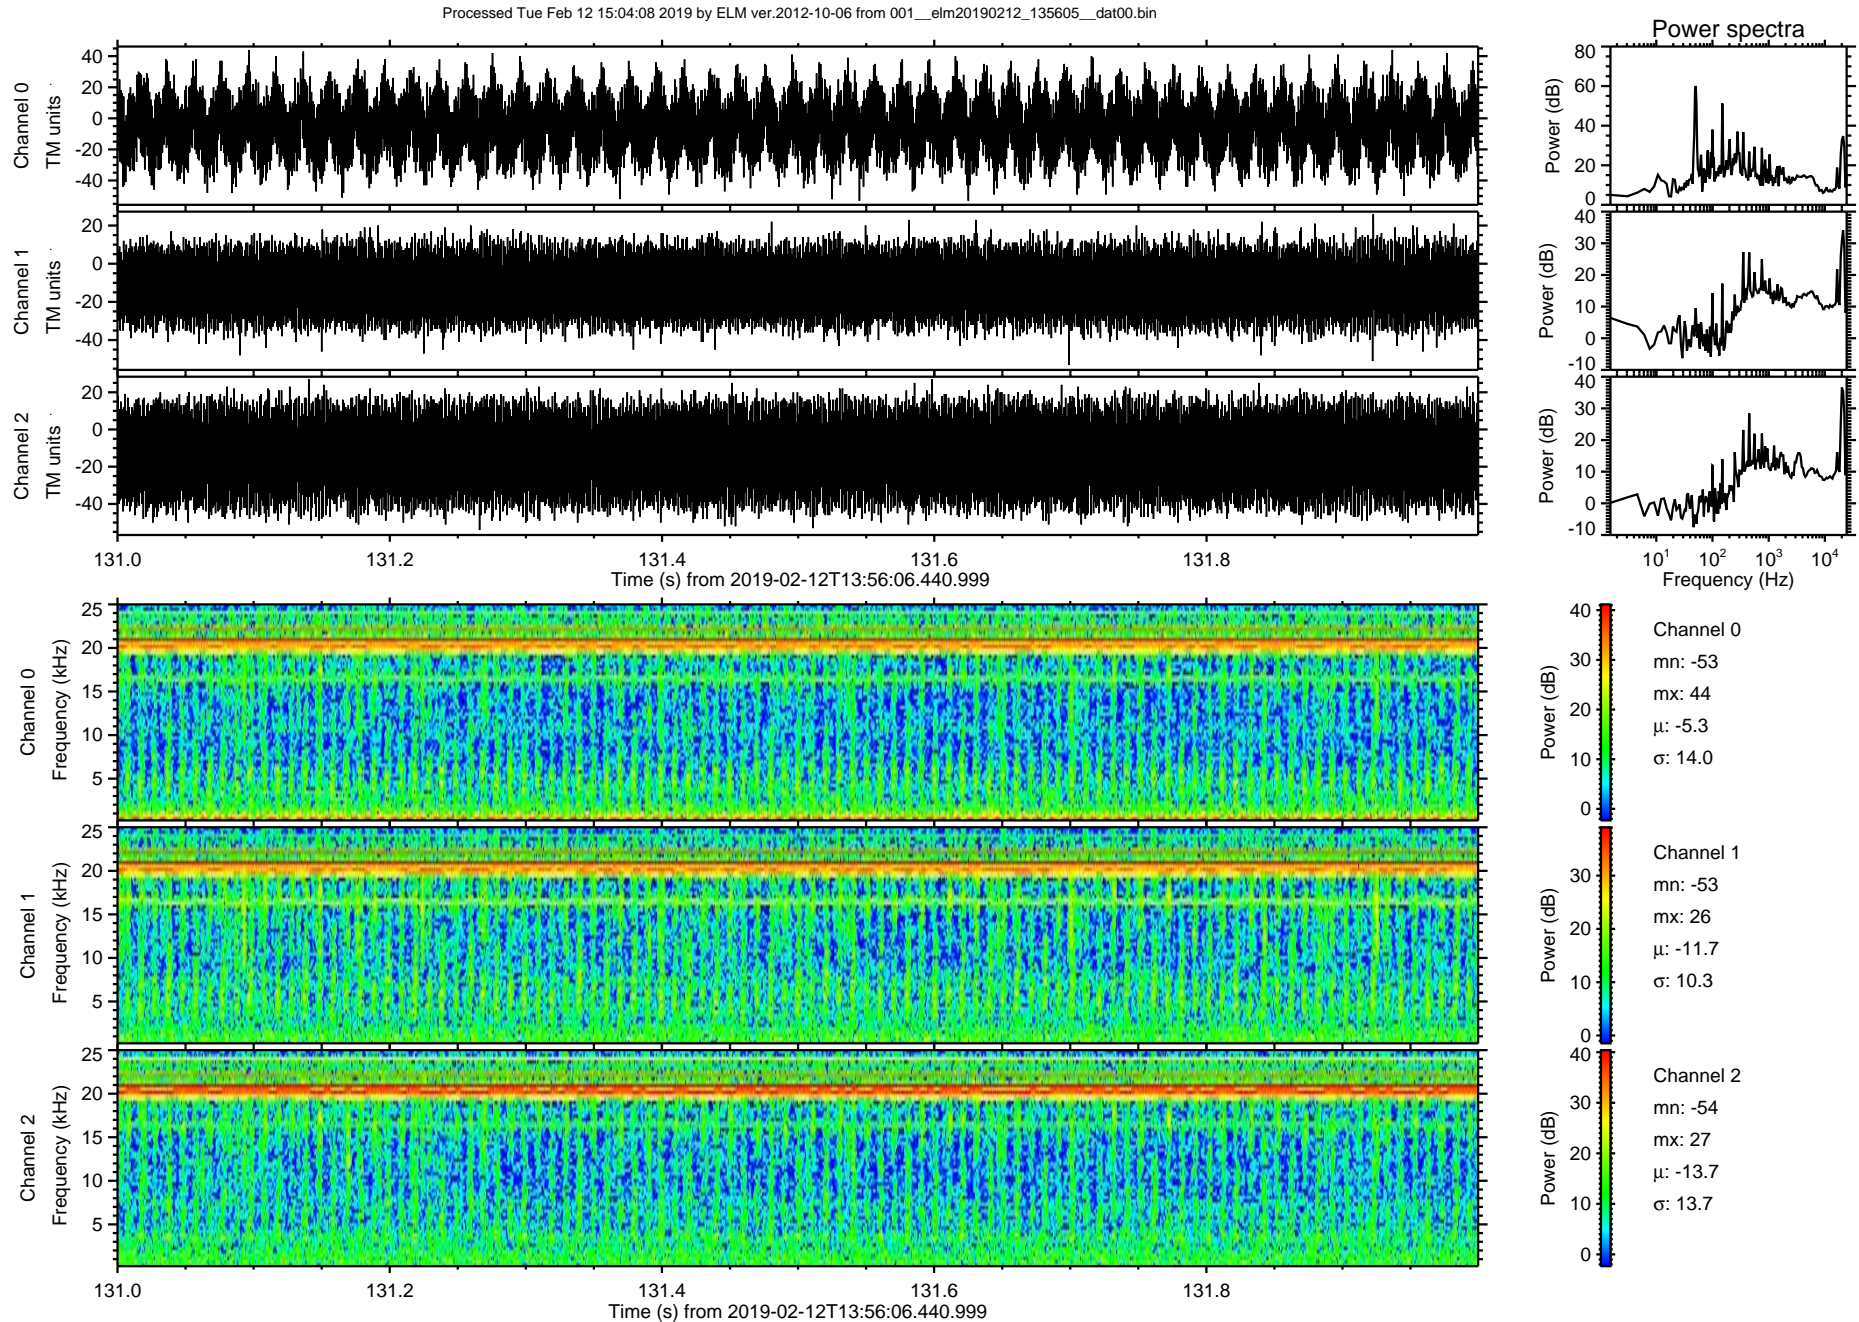 Processed Tue Feb 12 15:04:08 2019 by ELM ver.2012-10-06 from 001__elm20190212_135605__dat00.bin
Power spectra
Channel 0
TM units
40
20
0
-20
-40
Power (dB)
80
60
40
20
0
Channel 1
TM units
20
0
-20
-40
Power (dB)
40
30
20
10
0
-10
Channel 2
TM units
20
0
-20
-40
Power (dB)
40
30
20
10
0
-10
131.0 131.2 131.4 131.6 131.8
Time (s) from 2019-02-12T13:56:06.440.999
10¹ 10² 10³ 10⁴
Frequency (Hz)
Channel 0
Frequency (kHz)
25
20
15
10
5
Power (dB)
40
30
20
10
0
Channel 0
mn: -53
mx: 44
μ: -5.3
σ: 14.0
Channel 1
Frequency (kHz)
25
20
15
10
5
Power (dB)
30
20
10
0
Channel 1
mn: -53
mx: 26
μ: -11.7
σ: 10.3
Channel 2
Frequency (kHz)
25
20
15
10
5
Power (dB)
40
30
20
10
0
Channel 2
mn: -54
mx: 27
μ: -13.7
σ: 13.7
131.0 131.2 131.4 131.6 131.8
Time (s) from 2019-02-12T13:56:06.440.999